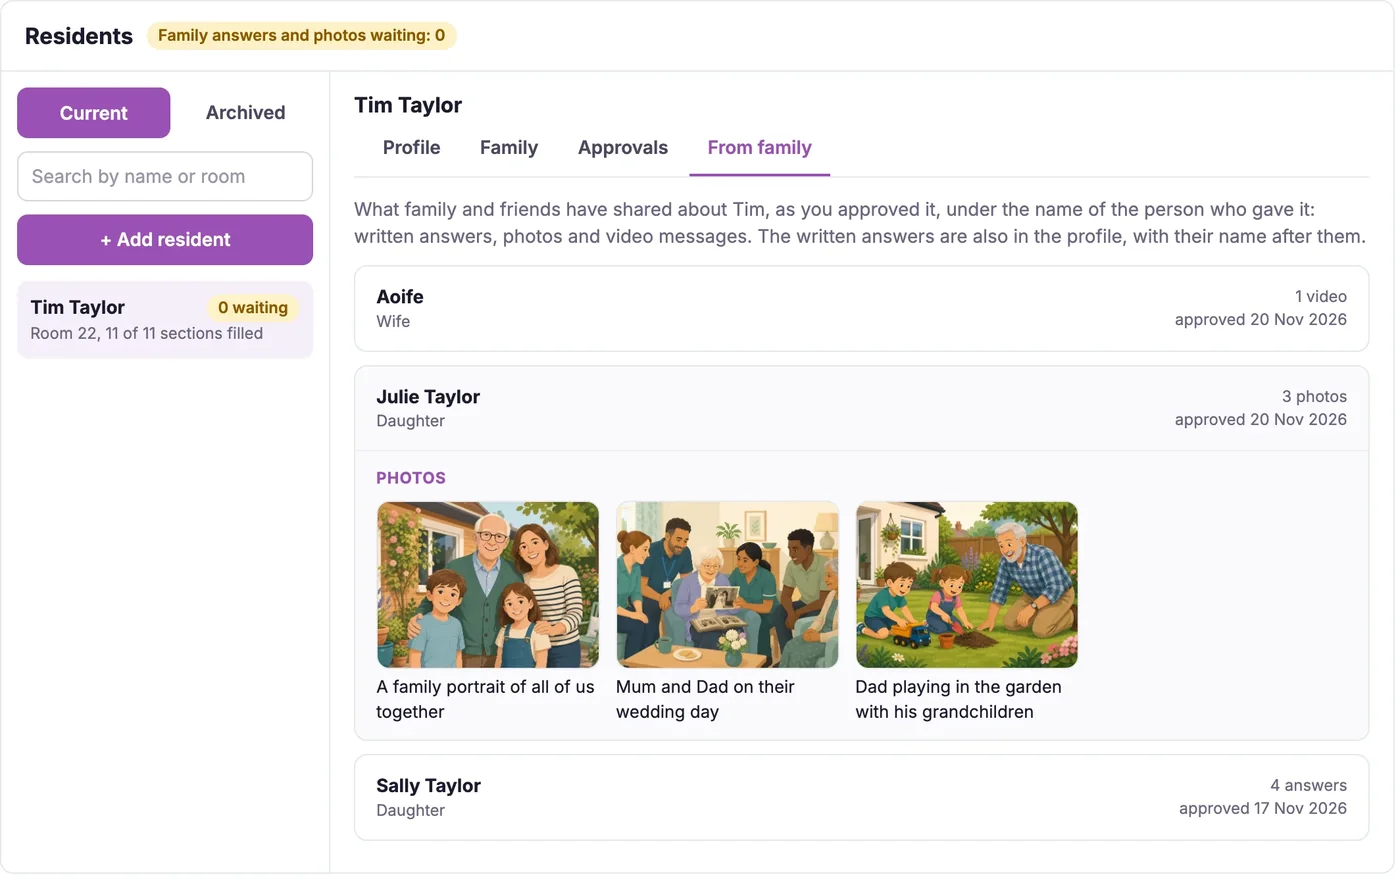 Residents
Family answers and photos waiting: 0
Current
Archived
Search by name or room
+ Add resident
Tim Taylor
0 waiting
Room 22, 11 of 11 sections filled
Tim Taylor
Profile
Family
Approvals
From family
What family and friends have shared about Tim, as you approved it, under the name of the person who gave it:
written answers, photos and video messages. The written answers are also in the profile, with their name after them.
Aoife
Wife
1 video
approved 20 Nov 2026
Julie Taylor
Daughter
3 photos
approved 20 Nov 2026
PHOTOS
A family portrait of all of us
together
Mum and Dad on their
wedding day
Dad playing in the garden
with his grandchildren
Sally Taylor
Daughter
4 answers
approved 17 Nov 2026